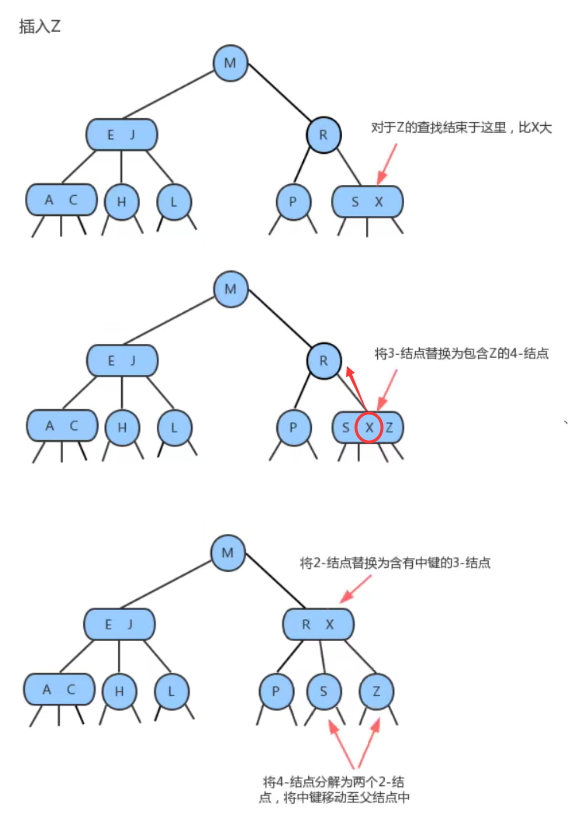 插入Z
M
E J
R
对于Z的查找结束于这里，比X大
A C
H
L
P
S X
M
E J
R
将3-结点替换为包含Z的4-结点
A C
H
L
P
S X Z
、
M
将2-结点替换为含有中键的3-结点
E J
R X
A C
H
L
P
S
Z
将4-结点分解为两个2-结
点，将中键移动至父结点中